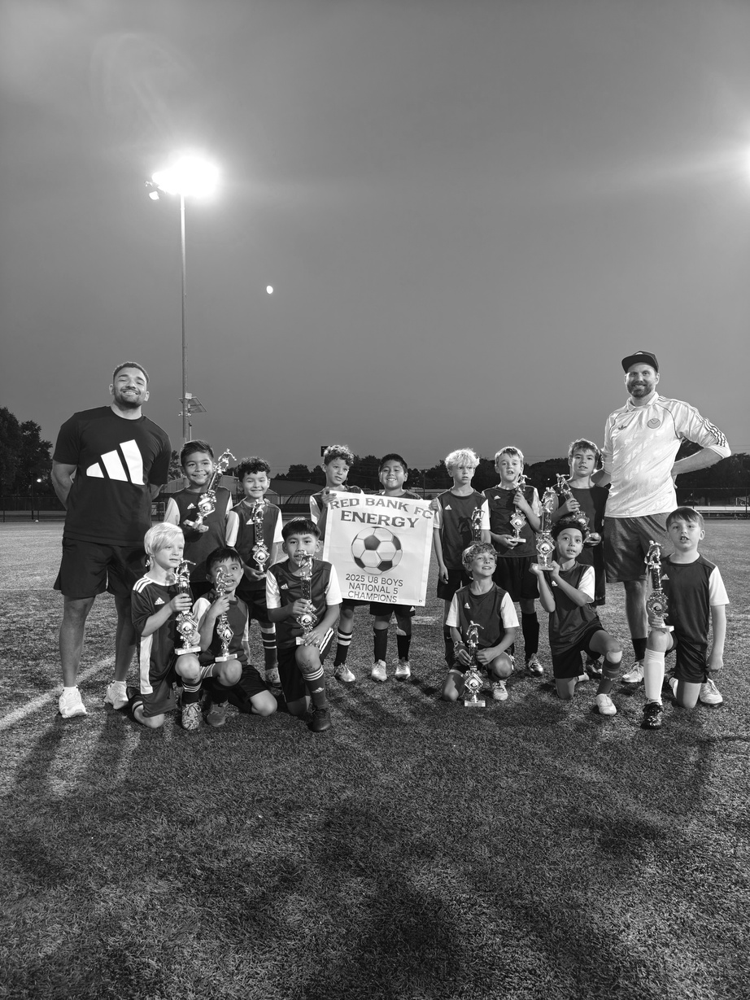 RED BANK FC
ENERGY
2025 U8 BOYS
NATIONAL 5
CHAMPIONS